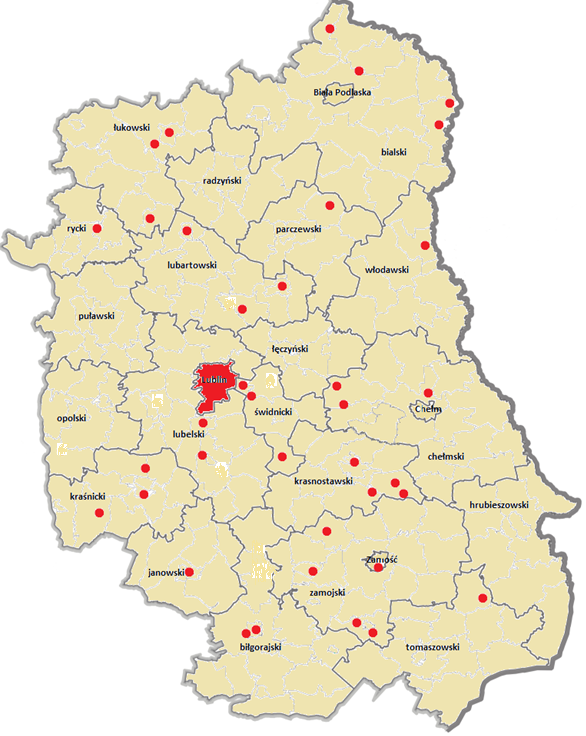 Biała Podlaska
łukowski
bialski
radzyński
rycki
parczewski
lubartowski
włodawski
puławski
łęczyński
Lublin
opolski
świdnicki
Chełm
lubelski
chełmski
krasnostawski
kraśnicki
hrubieszowski
Zamość
janowski
zamojski
biłgorajski
tomaszowski